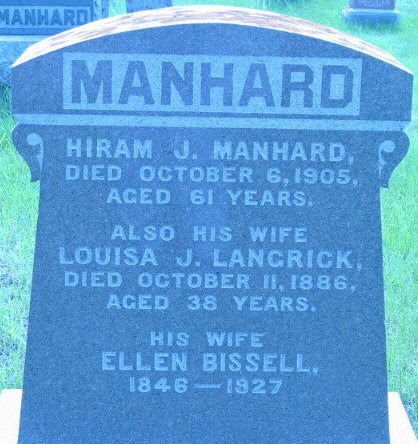 MANHARD
MANHARD
HIRAM J. MANHARD,
DIED OCTOBER 6, 1905,
AGED 61 YEARS.
ALSO HIS WIFE
LOUISA J. LANGRICK,
DIED OCTOBER 11, 1886,
AGED 38 YEARS.
HIS WIFE
ELLEN BISSELL,
1846—1927